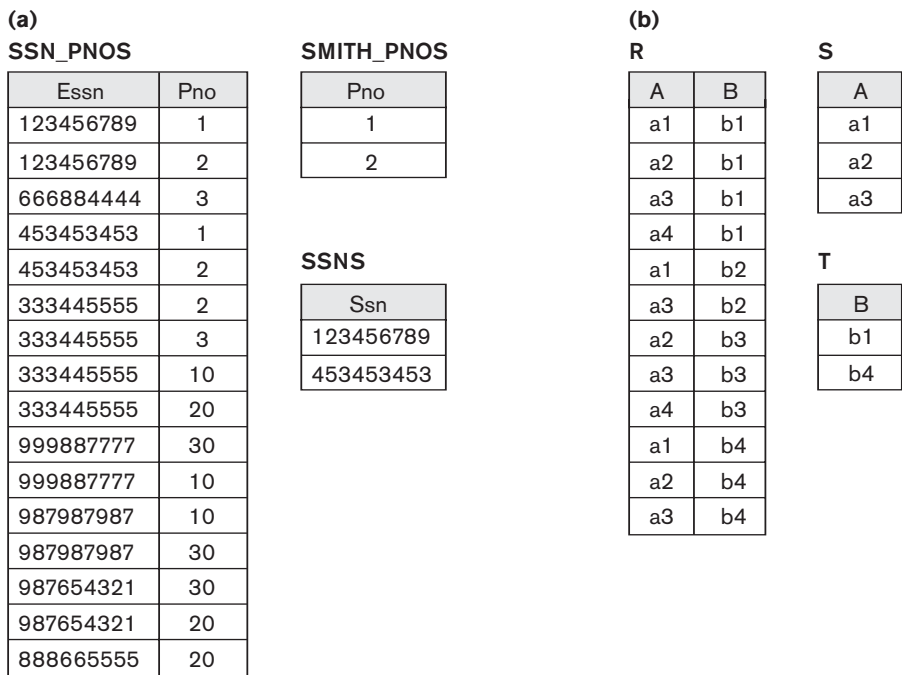 (a)
SSN_PNOS
Essn Pno
123456789 1
123456789 2
666884444 3
453453453 1
453453453 2
333445555 2
333445555 3
333445555 10
333445555 20
999887777 30
999887777 10
987987987 10
987987987 30
987654321 30
987654321 20
888665555 20
SMITH_PNOS
Pno
1
2
SSNS
Ssn
123456789
453453453
(b)
R
A B
a1 b1
a2 b1
a3 b1
a4 b1
a1 b2
a3 b2
a2 b3
a3 b3
a4 b3
a1 b4
a2 b4
a3 b4
S
A
a1
a2
a3
T
B
b1
b4